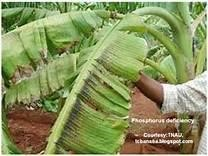 Phosphorus deficiency
Courtesy:TNAU,
tcbanana.blogspot.com